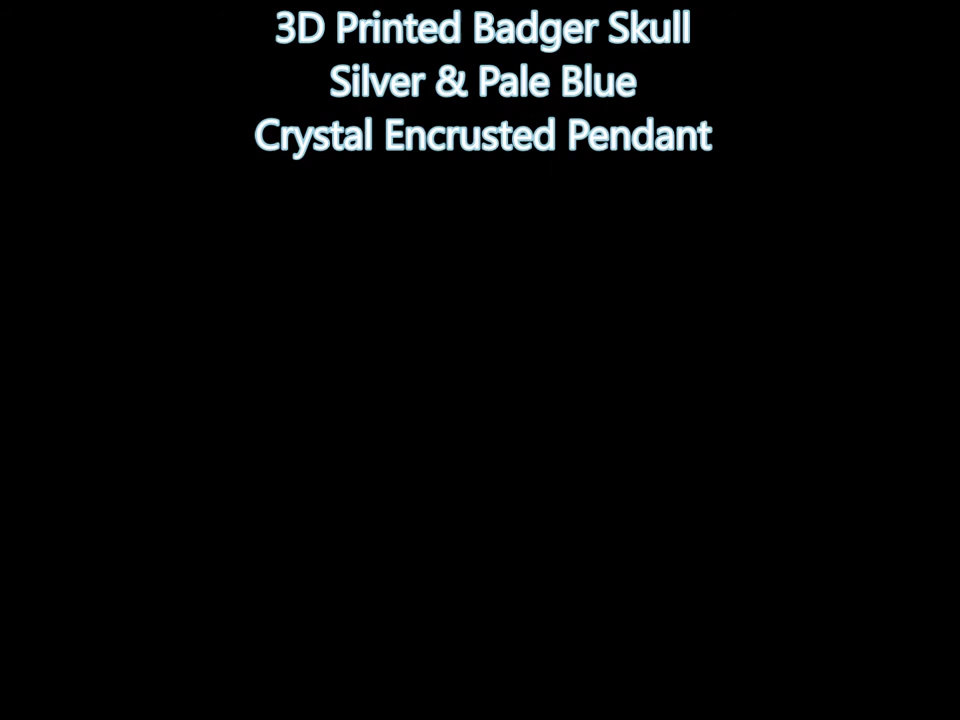 3D Printed Badger Skull
Silver & Pale Blue
Crystal Encrusted Pendant